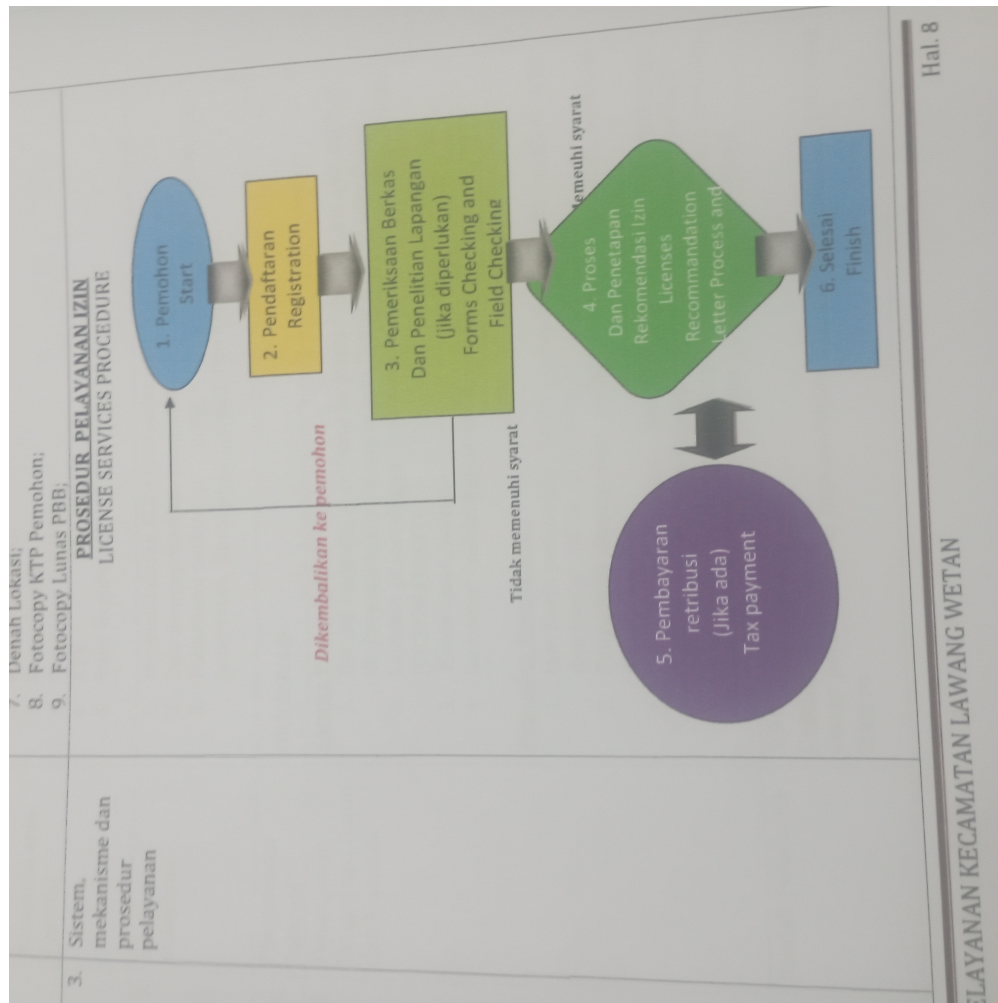 7. Denah Lokasi;
8. Fotocopy KTP Pemohon;
9. Fotocopy Lunas PBB;
3. Sistem,
mekanisme dan
prosedur
pelayanan
PROSEDUR PELAYANAN IZIN
LICENSE SERVICES PROCEDURE
1. Pemohon
Start
2. Pendaftaran
Registration
Dikembalikan ke pemohon
3. Pemeriksaan Berkas
Dan Penelitian Lapangan
(jika diperlukan)
Forms Checking and
Field Checking
Tidak memenuhi syarat
emeuhi syarat
4. Proses
Dan Penetapan
Rekomendasi Izin
Licenses
Recommandation
Letter Process and
5. Pembayaran
retribusi
(Jika ada)
Tax payment
6. Selesai
Finish
ELAYANAN KECAMATAN LAWANG WETAN
Hal. 8